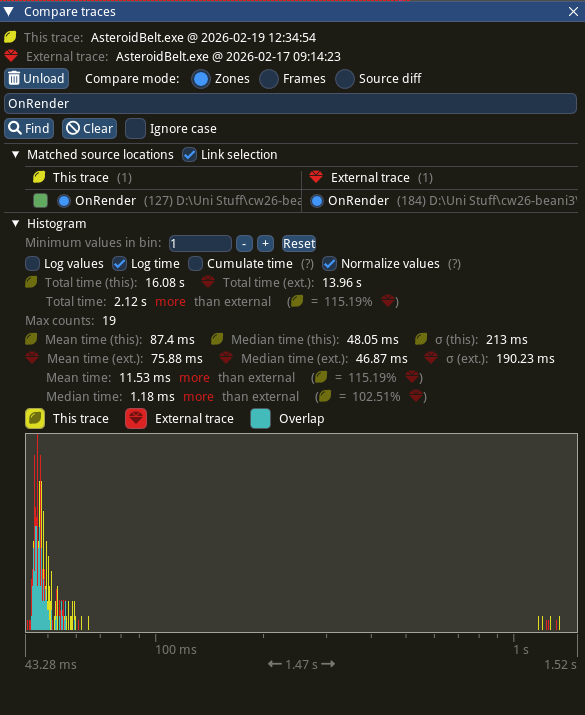 Compare traces
This trace: AsteroidBelt.exe @ 2026-02-19 12:34:54
External trace: AsteroidBelt.exe @ 2026-02-17 09:14:23
Unload Compare mode: Zones Frames Source diff
OnRender
Find Clear Ignore case
Matched source locations Link selection
This trace (1) External trace (1)
OnRender (127) D:\Uni Stuff\cw26-bea OnRender (184) D:\Uni Stuff\cw26-beani3\
Histogram
Minimum values in bin: 1 - + Reset
Log values Log time Cumulate time (?) Normalize values (?)
Total time (this): 16.08 s Total time (ext.): 13.96 s
Total time: 2.12 s more than external ( = 115.19% )
Max counts: 19
Mean time (this): 87.4 ms Median time (this): 48.05 ms σ (this): 213 ms
Mean time (ext.): 75.88 ms Median time (ext.): 46.87 ms σ (ext.): 190.23 ms
Mean time: 11.53 ms more than external ( = 115.19% )
Median time: 1.18 ms more than external ( = 102.51% )
This trace External trace Overlap
100 ms 1 s
43.28 ms ← 1.47 s → 1.52 s